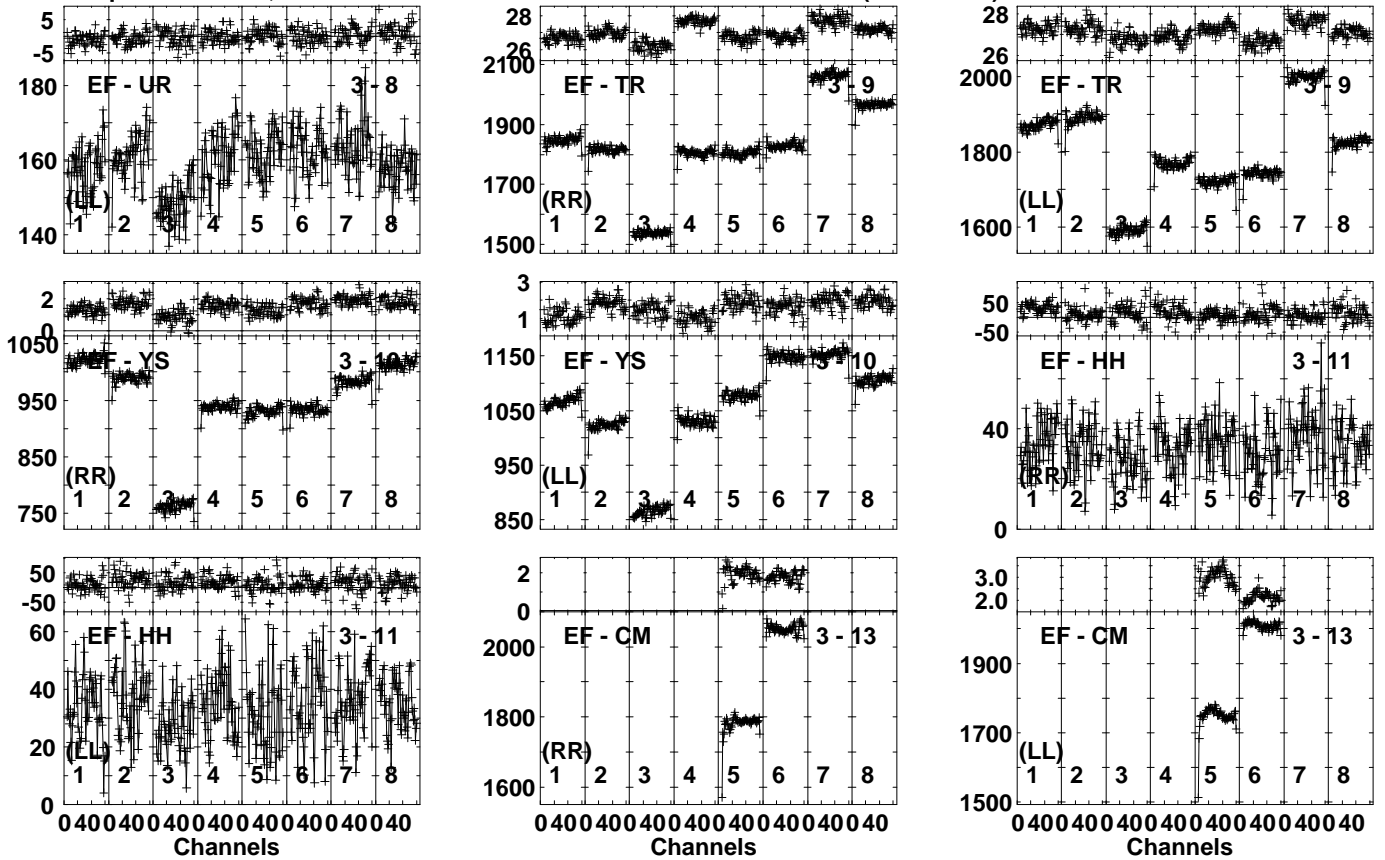 5
-5
180
160
140
EF - UR 3 - 8
(LL)
1 2 3 4 5 6 7 8
28
26
2100
1900
1700
1500
EF - TR 3 - 9
(RR)
1 2 3 4 5 6 7 8
28
26
2000
1800
1600
EF - TR 3 - 9
(LL)
1 2 3 4 5 6 7 8
2
0
1050
950
850
750
EF - YS 3 - 10
(RR)
1 2 3 4 5 6 7 8
3
1
1150
1050
950
850
EF - YS 3 - 10
(LL)
1 2 3 4 5 6 7 8
50
-50
40
0
EF - HH 3 - 11
(RR)
1 2 3 4 5 6 7 8
50
-50
60
40
20
0
EF - HH 3 - 11
(LL)
1 2 3 4 5 6 7 8
0 40 0 40 0 40 0 40 0 40 0 40 0 40 0 40
Channels
2
0
2000
1800
1600
EF - CM 3 - 13
(RR)
1 2 3 4 5 6 7 8
0 40 0 40 0 40 0 40 0 40 0 40 0 40 0 40
Channels
3.0
2.0
1900
1700
1500
EF - CM 3 - 13
(LL)
1 2 3 4 5 6 7 8
0 40 0 40 0 40 0 40 0 40 0 40 0 40 0 40
Channels